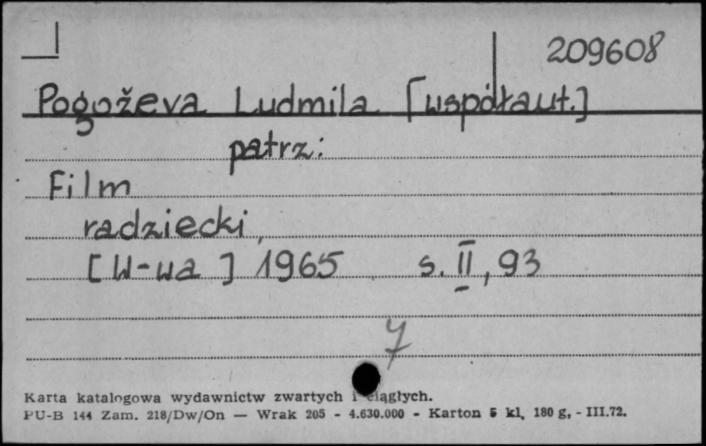 209608
Pogoževa Ludmila [współaut.]
patrz:
Film
radziecki,
[W-wa] 1965 s. II, 93
7
Karta katalogowa wydawnictw zwartych i ciągłych.
PU-B 144 Zam. 218/Dw/On — Wrak 205 - 4.630.000 - Karton 5 kl, 180 g, - III.72.